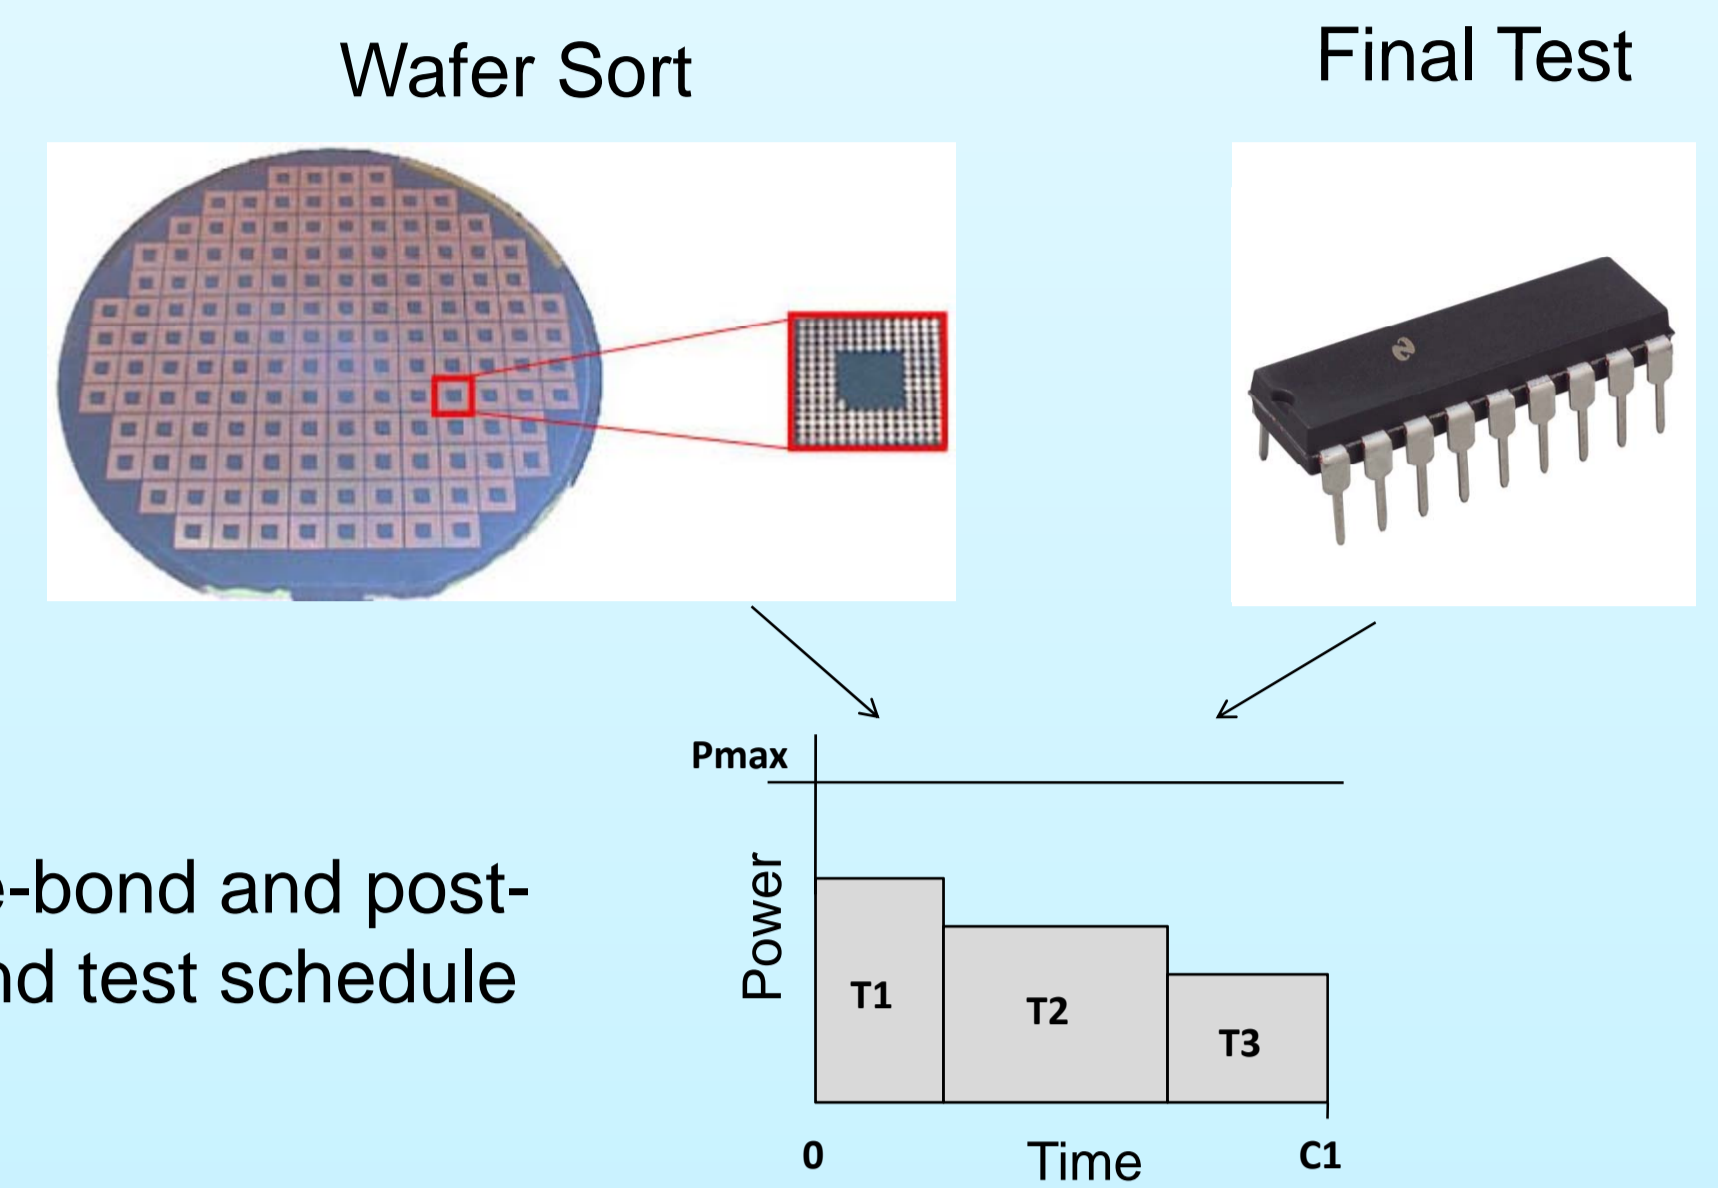 Wafer Sort
Final Test
Pmax
Power
e-bond and post-
nd test schedule
T1
T2
T3
0
Time
C1